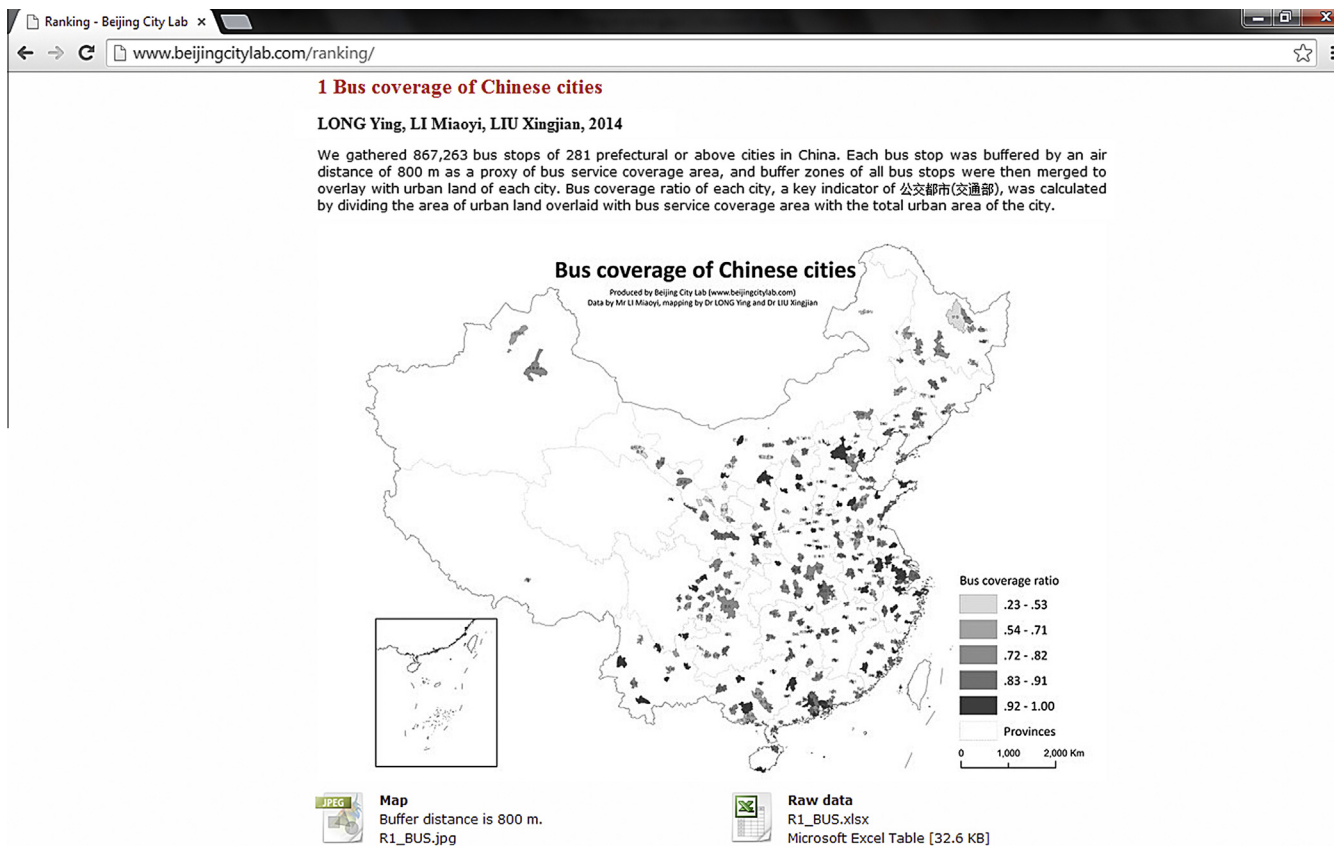 Ranking - Beijing City Lab
www.beijingcitylab.com/ranking/
1 Bus coverage of Chinese cities
LONG Ying, LI Miaoyi, LIU Xingjian, 2014
We gathered 867,263 bus stops of 281 prefectural or above cities in China. Each bus stop was buffered by an air
distance of 800 m as a proxy of bus service coverage area, and buffer zones of all bus stops were then merged to
overlay with urban land of each city. Bus coverage ratio of each city, a key indicator of 公交都市(交通部), was calculated
by dividing the area of urban land overlaid with bus service coverage area with the total urban area of the city.
Bus coverage of Chinese cities
Produced by Beijing City Lab (www.beijingcitylab.com)
Data by Mr LI Miaoyi, mapping by Dr LONG Ying and Dr LIU Xingjian
Bus coverage ratio
.23 - .53
.54 - .71
.72 - .82
.83 - .91
.92 - 1.00
Provinces
0 1,000 2,000 Km
JPEG
Map
Buffer distance is 800 m.
R1_BUS.jpg
Raw data
R1_BUS.xlsx
Microsoft Excel Table [32.6 KB]